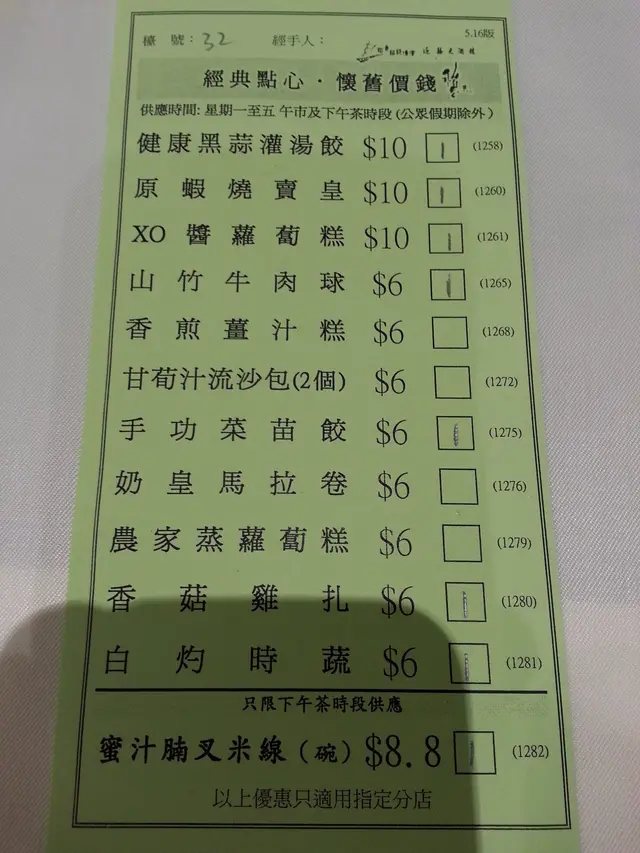 檯 號: 32 經手人: 5.16版
經典點心·懷舊價錢
供應時間: 星期一至五 午市及下午茶時段 (公眾假期除外)
健康黑蒜灌湯餃 $10 (1258)
原蝦燒賣皇 $10 (1260)
XO醬蘿蔔糕 $10 (1261)
山竹牛肉球 $6 (1265)
香煎薑汁糕 $6 (1268)
甘荀汁流沙包(2個) $6 (1272)
手功菜苗餃 $6 (1275)
奶皇馬拉卷 $6 (1276)
農家蒸蘿蔔糕 $6 (1279)
香菇雞扎 $6 (1280)
白灼時蔬 $6 (1281)
只限下午茶時段供應
蜜汁腩叉米線(碗) $8.8 (1282)
以上優惠只適用指定分店